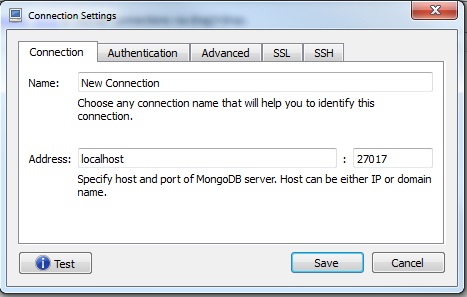 Connection Settings
Connection Authentication Advanced SSL SSH
Name: New Connection
Choose any connection name that will help you to identify this
connection.
Address: localhost : 27017
Specify host and port of MongoDB server. Host can be either IP or domain
name.
Test Save Cancel